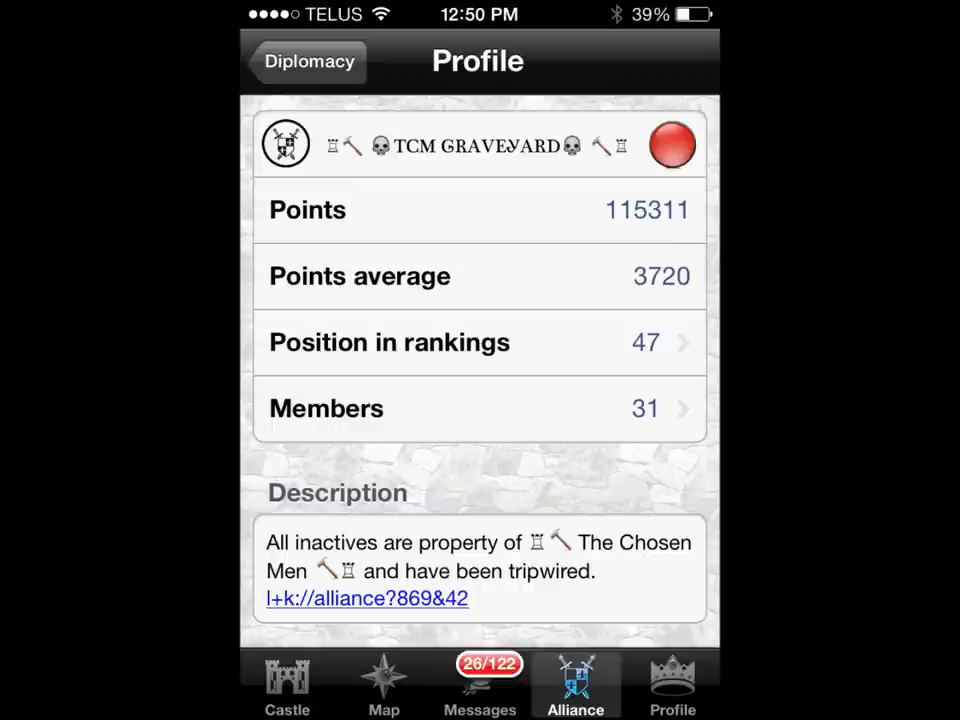 TELUS 12:50 PM 39%
Diplomacy Profile
♖🔨 💀TCM GRAVEYARD💀 🔨♖
Points 115311
Points average 3720
Position in rankings 47
Members 31
Description
All inactives are property of ♖🔨 The Chosen
Men 🔨♖ and have been tripwired.
l+k://alliance?869&42
26/122
Castle Map Messages Alliance Profile